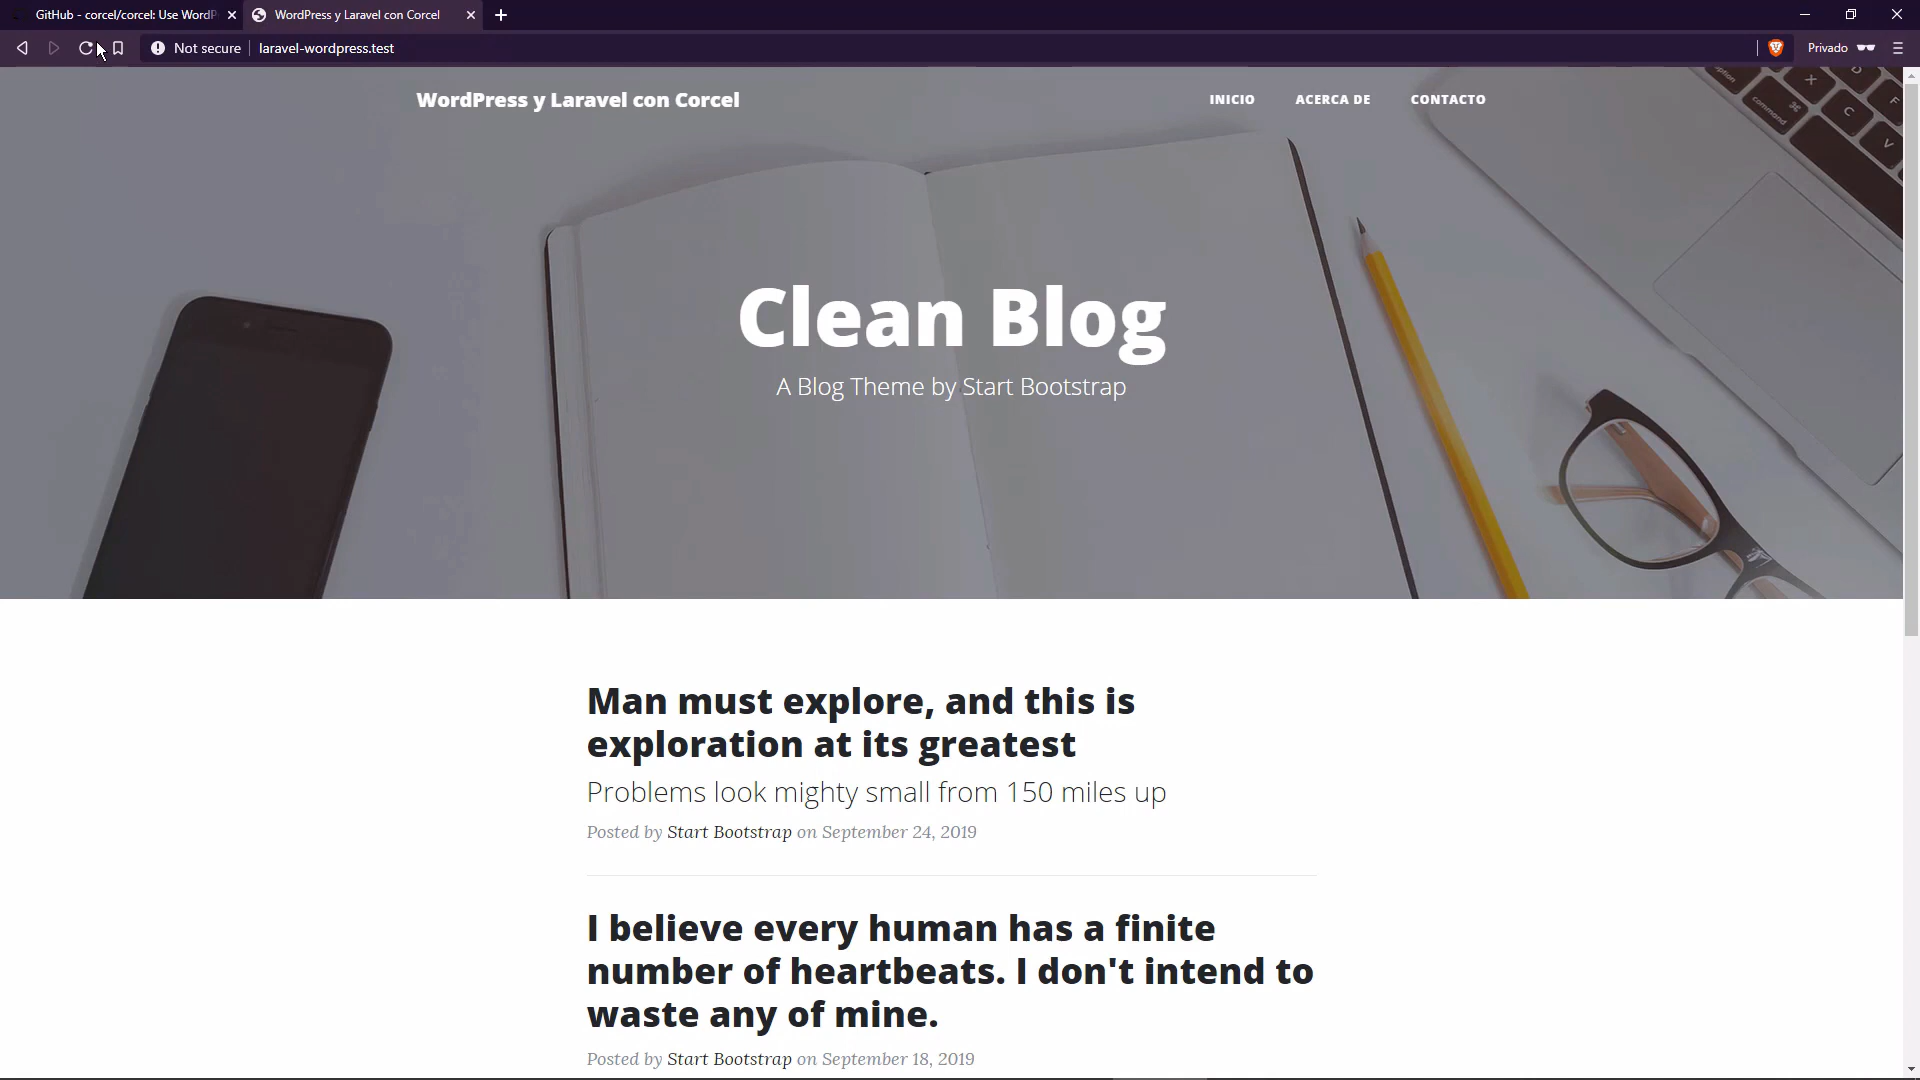 GitHub - corcel/corcel: Use WordP
WordPress y Laravel con Corcel
Not secure
laravel-wordpress.test
Privado
WordPress y Laravel con Corcel
INICIO
ACERCA DE
CONTACTO
option
command
C
F
V
D
Clean Blog
A Blog Theme by Start Bootstrap
Man must explore, and this is
exploration at its greatest
Problems look mighty small from 150 miles up
Posted by Start Bootstrap on September 24, 2019
I believe every human has a finite
number of heartbeats. I don't intend to
waste any of mine.
Posted by Start Bootstrap on September 18, 2019